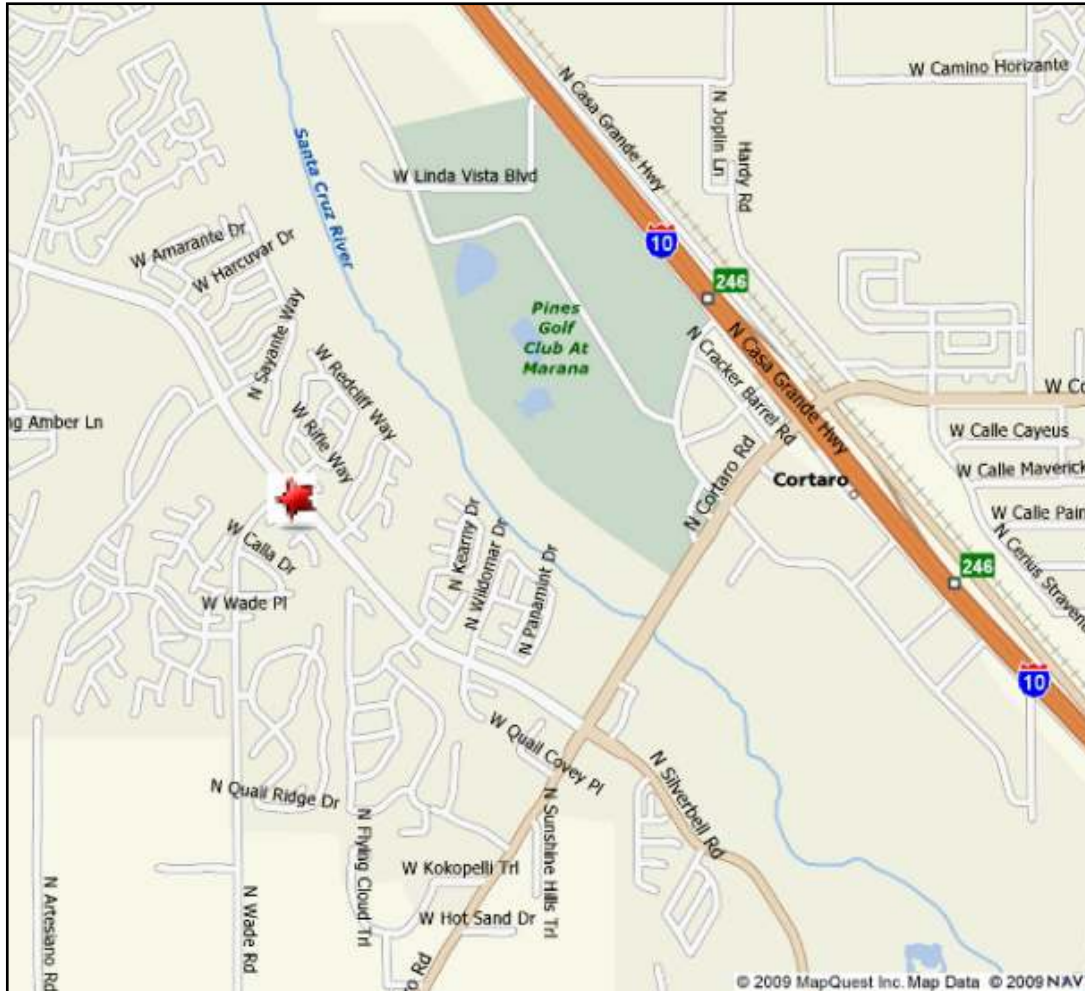 W Camino Horizante
N Casa Grande Hwy
N Joplin Ln
Hardy Rd
Santa Cruz River
W Linda Vista Blvd
W Amarante Dr
W Harcuvar Dr
10
246
N Sayante Way
Pines
Golf
Club At
Marana
N Casa Grande Hwy
N Cracker Barrel Rd
W Redcliff Way
W Rifle Way
W Co
ng Amber Ln
W Calle Cayeus
N Cortaro Rd
Cortaro
W Calle Maverick
W Calle Pain
W Calla Dr
N Kearny Dr
N Wildomar Dr
N Panamint Dr
N Cerius Stravenu
246
W Wade Pl
10
W Quail Covey Pl
N Silverbell Rd
N Quail Ridge Dr
N Flying Cloud Trl
N Sunshine Hills Trl
W Kokopelli Trl
W Hot Sand Dr
N Artesiano Rd
N Wade Rd
o Rd
© 2009 MapQuest Inc. Map Data © 2009 NAV